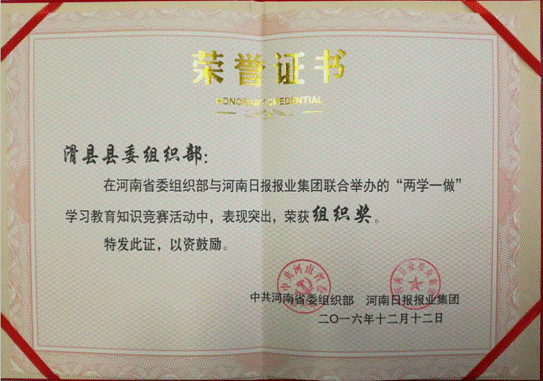 荣誉证书
HONORARY CREDENTIAL
滑县县委组织部：
在河南省委组织部与河南日报报业集团联合举办的“两学一做”
学习教育知识竞赛活动中，表现突出，荣获组织奖。
特发此证，以资鼓励。
中共河南省委组织部 河南日报报业集团
二〇一六年十二月十二日